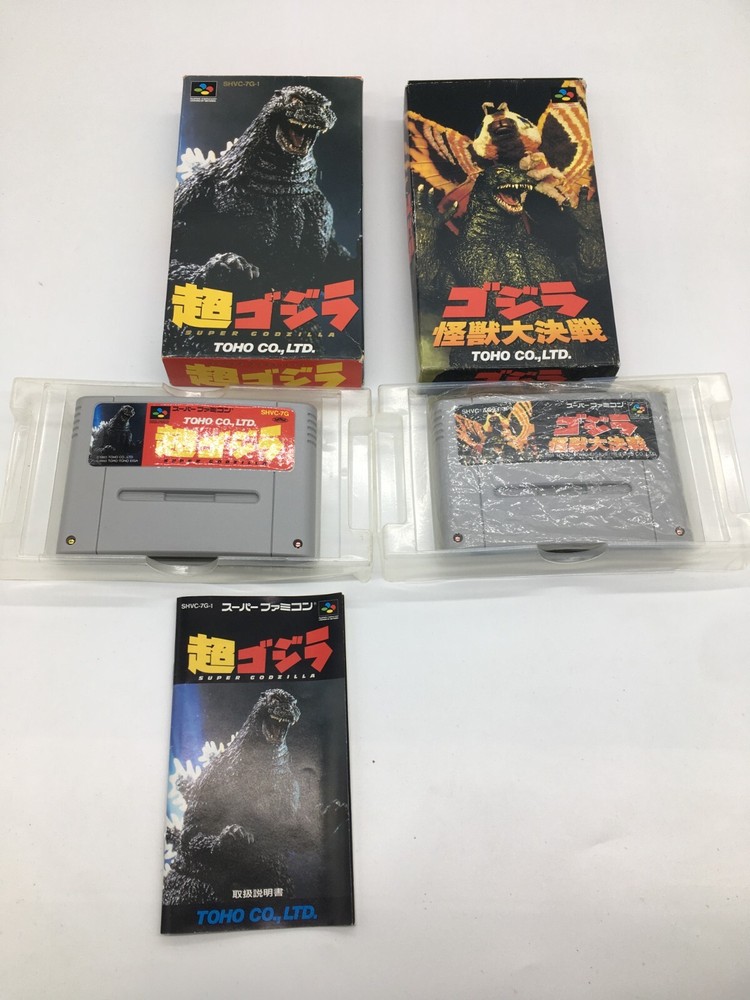 SHVC-7G-I
超ゴジラ
SUPER GODZILLA
TOHO CO.,LTD.
超ゴジラ
ゴジラ
怪獣大決戦
TOHO CO.,LTD.
スーパーファミコン
SHVC-7G
TOHO CO., LTD.
超ゴジラ
SUPER GODZILLA
スーパーファミコン
ゴジラ
怪獣大決戦
SHVC-7G-I
スーパーファミコン
超ゴジラ
SUPER GODZILLA
取扱説明書
TOHO CO.,LTD.